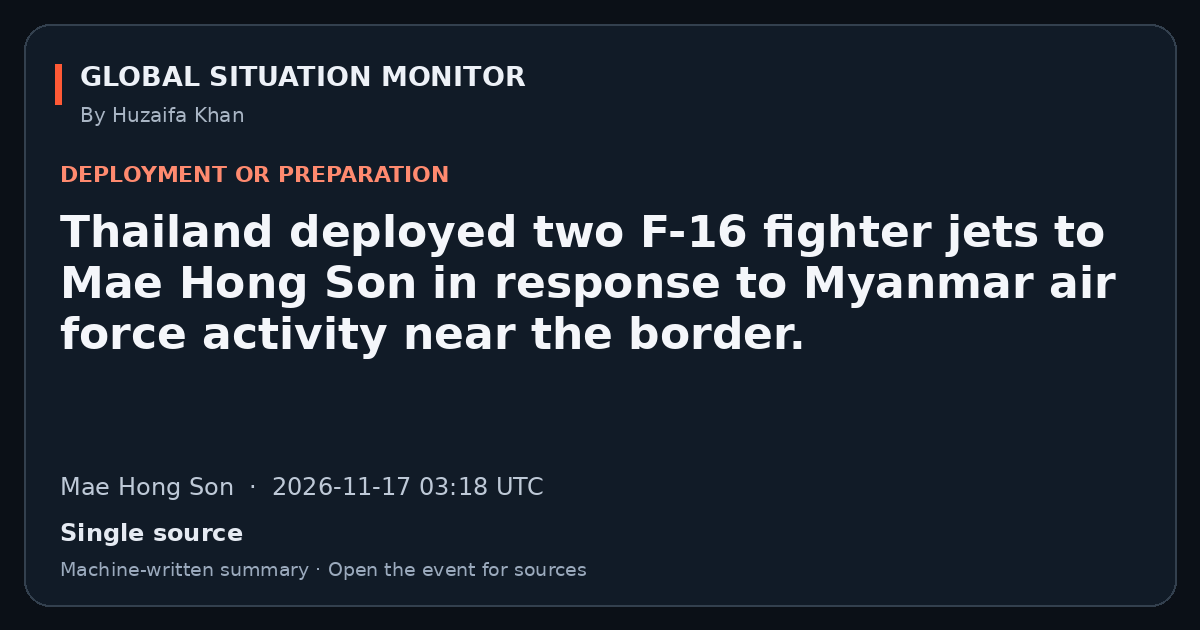 GLOBAL SITUATION MONITOR
By Huzaifa Khan
DEPLOYMENT OR PREPARATION
Thailand deployed two F-16 fighter jets to
Mae Hong Son in response to Myanmar air
force activity near the border.
Mae Hong Son · 2026-11-17 03:18 UTC
Single source
Machine-written summary · Open the event for sources